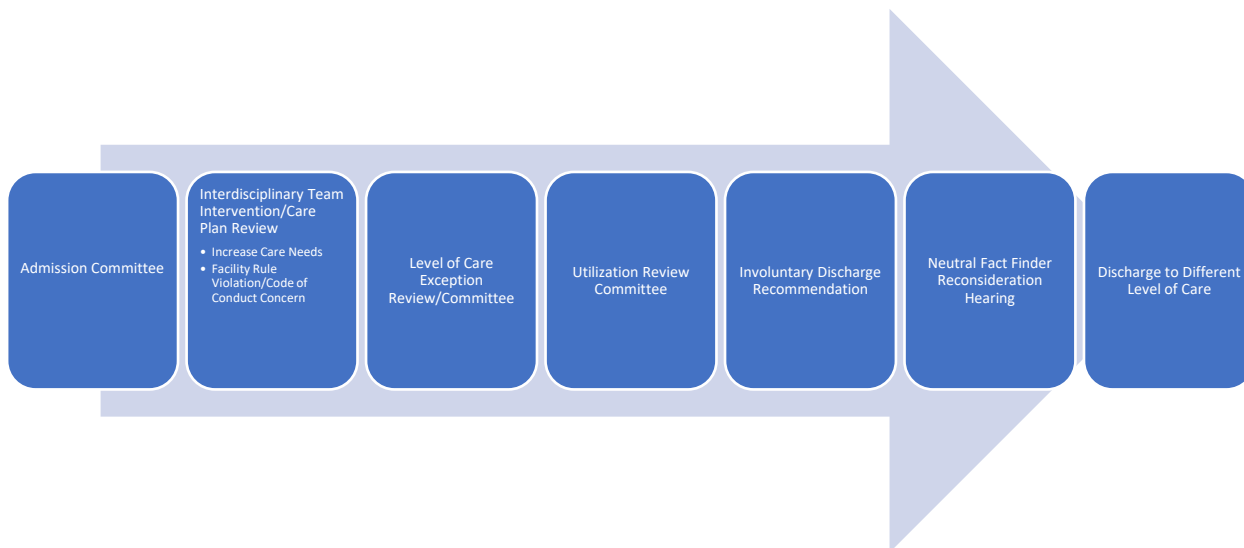 Admission Committee
Interdisciplinary Team
Intervention/Care
Plan Review
• Increase Care Needs
• Facility Rule
Violation/Code of
Conduct Concern
Level of Care
Exception
Review/Committee
Utilization Review
Committee
Involuntary Discharge
Recommendation
Neutral Fact Finder
Reconsideration
Hearing
Discharge to Different
Level of Care